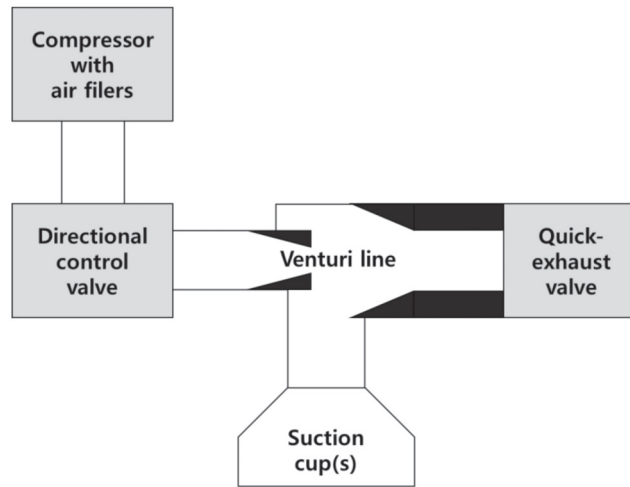 Compressor
with
air filers
Directional
control
valve
Venturi line
Quick-
exhaust
valve
Suction
cup(s)